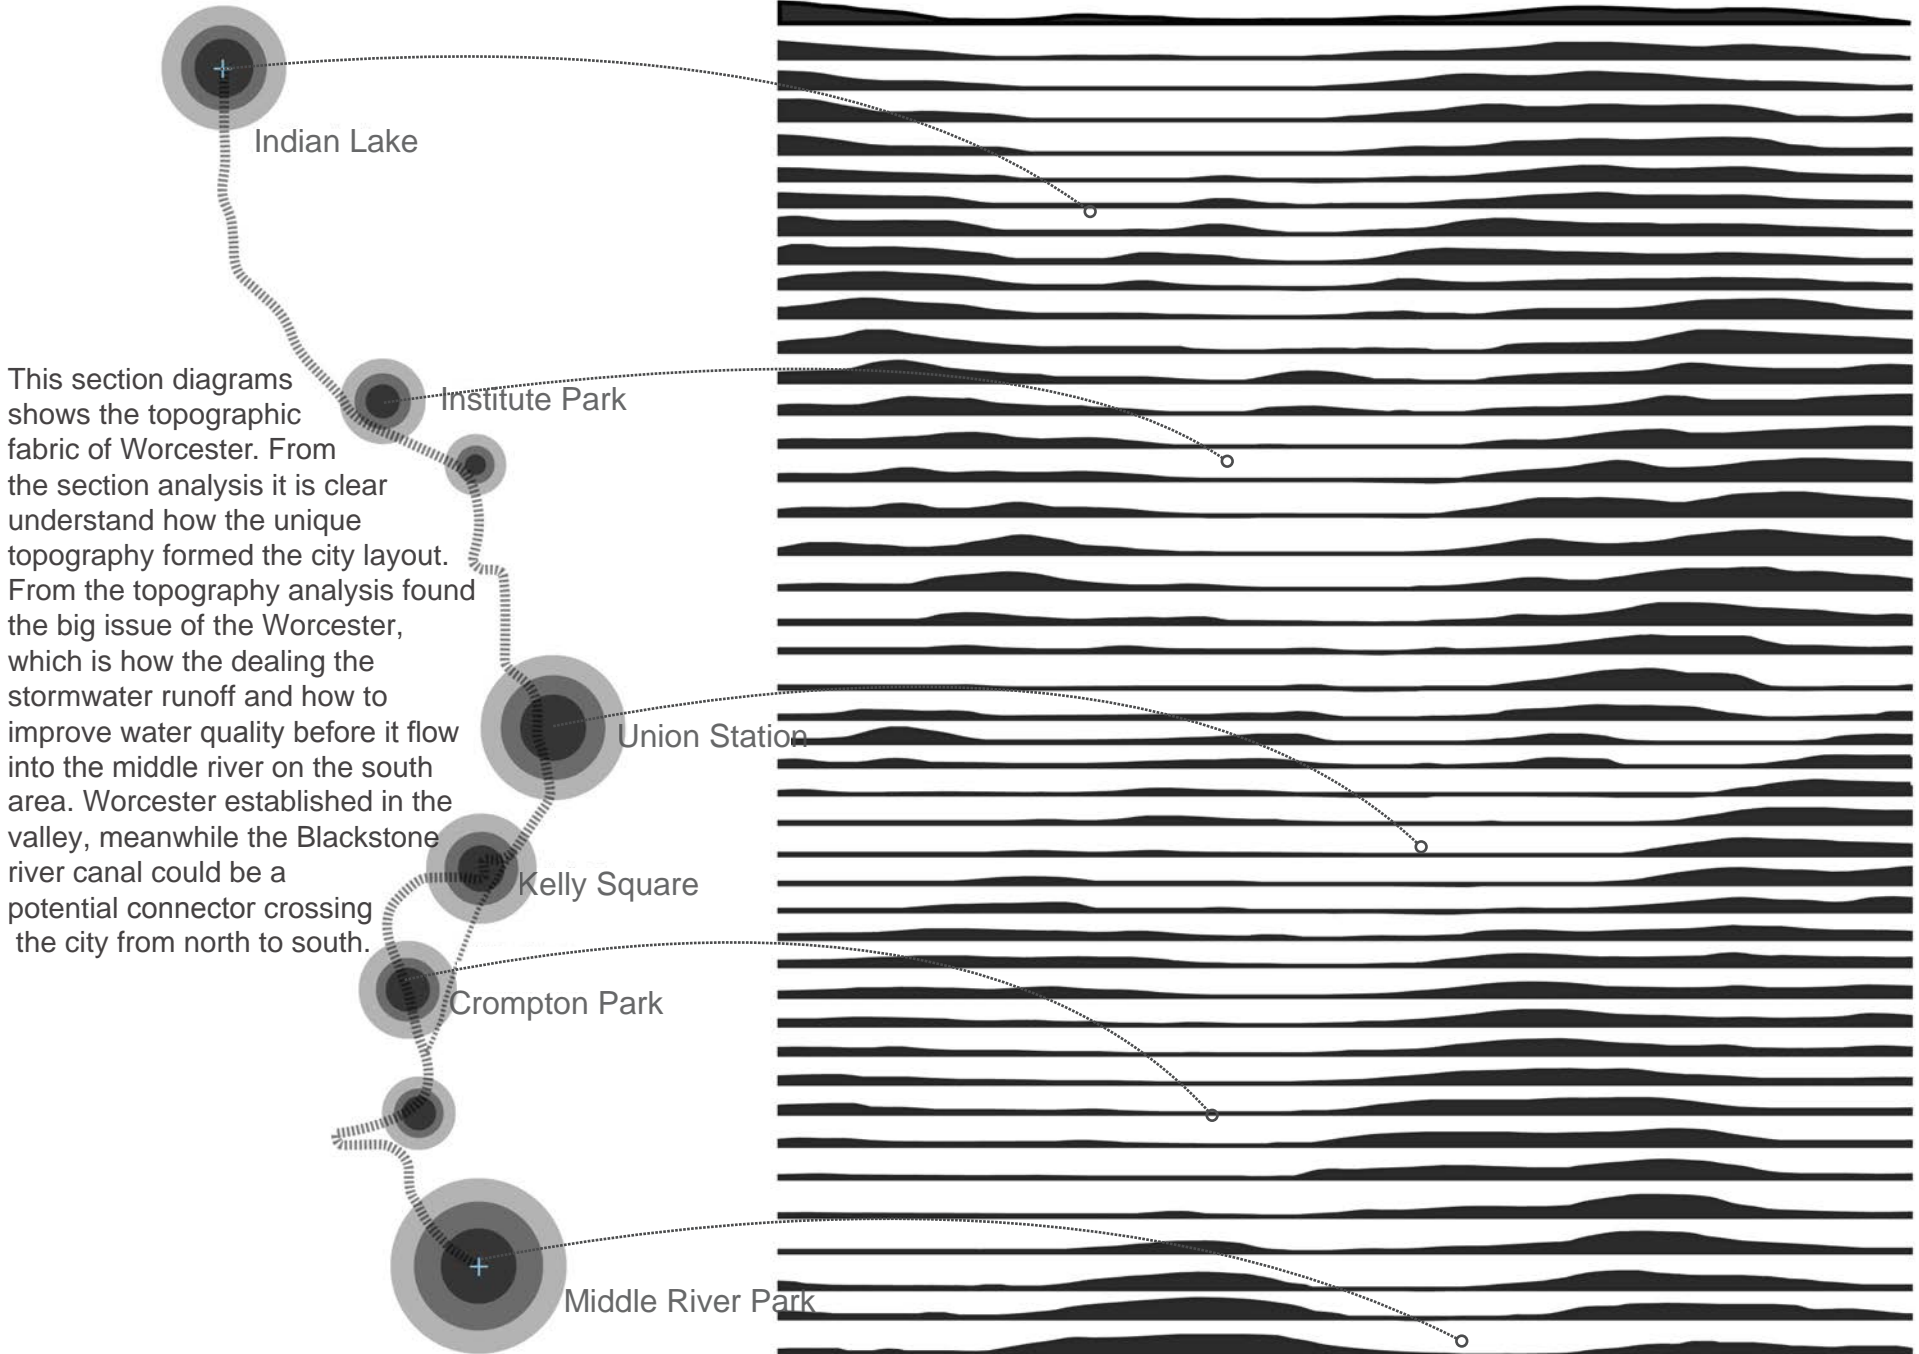 Indian Lake
Institute Park
This section diagrams
shows the topographic
fabric of Worcester. From
the section analysis it is clear
understand how the unique
topography formed the city layout.
From the topography analysis found
the big issue of the Worcester,
which is how the dealing the
stormwater runoff and how to
improve water quality before it flow
into the middle river on the south
area. Worcester established in the
valley, meanwhile the Blackstone
river canal could be a
potential connector crossing
the city from north to south.
Union Station
Kelly Square
Crompton Park
Middle River Park